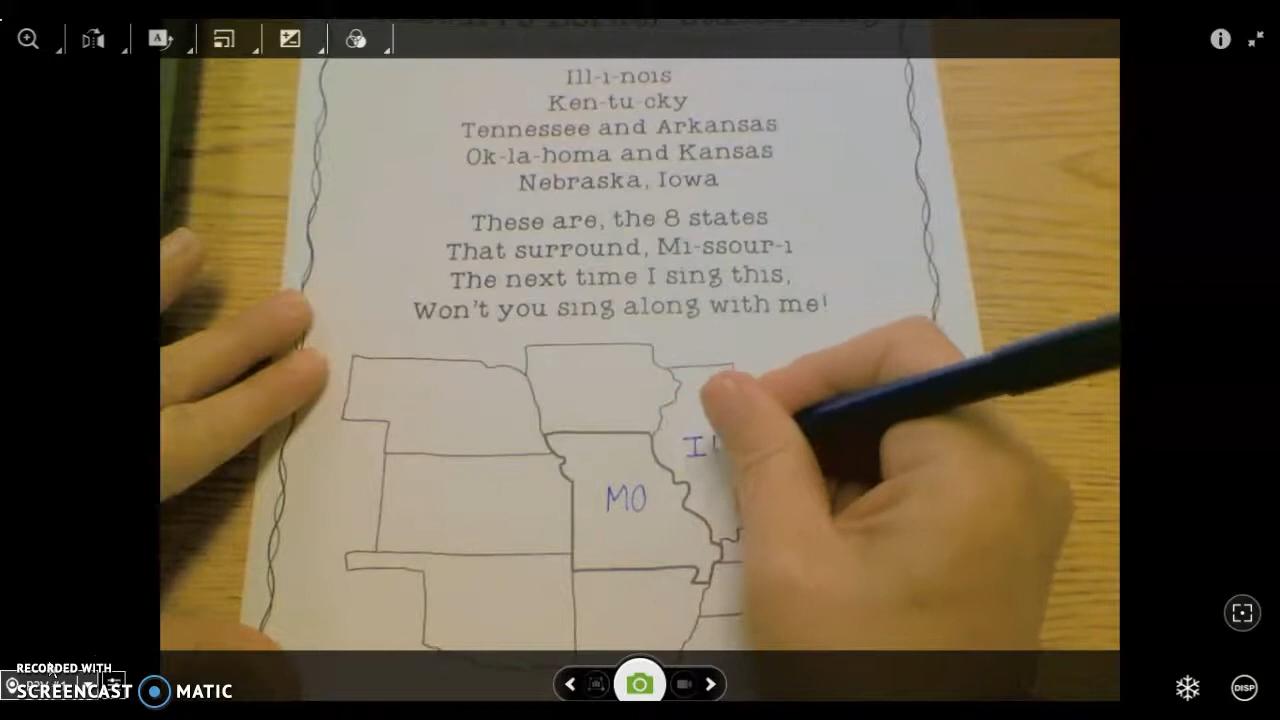 Ill-i-nois
Ken-tu-cky
Tennessee and Arkansas
Ok-la-homa and Kansas
Nebraska, Iowa
These are, the 8 states
That surround, Mi-ssour-i
The next time I sing this,
Won't you sing along with me!
MO
RECORDED WITH
SCREENCAST MATIC
DISP